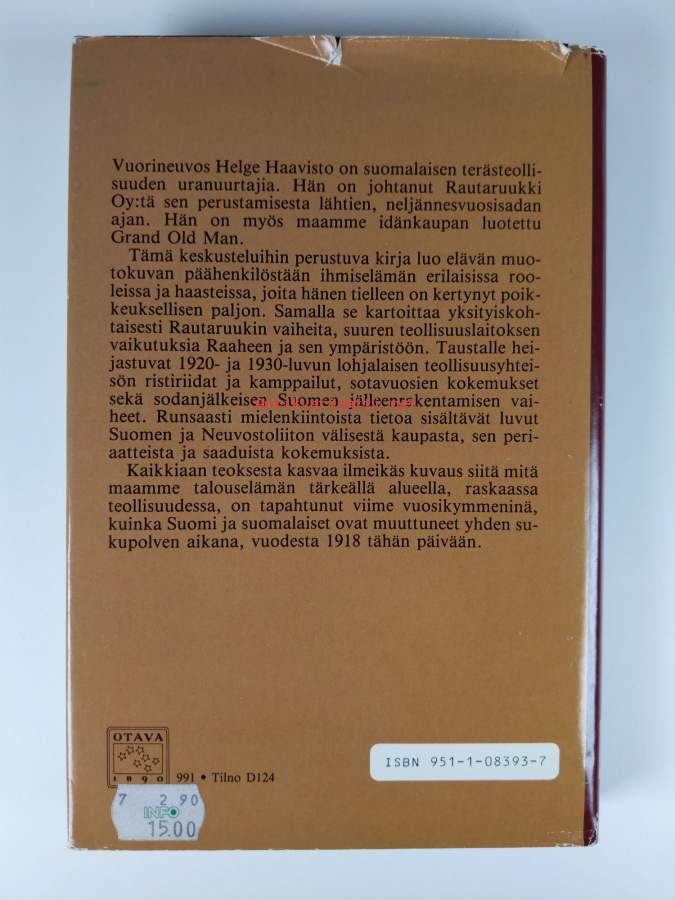 Vuorineuvos Helge Haavisto on suomalaisen terästeolli-
suuden uranuurtajia. Hän on johtanut Rautaruukki
Oy:tä sen perustamisesta lähtien, neljännesvuosisadan
ajan. Hän on myös maamme idänkaupan luotettu
Grand Old Man.
Tämä keskusteluihin perustuva kirja luo elävän muo-
tokuvan päähenkilöstään ihmiselämän erilaisissa roo-
leissa ja haasteissa, joita hänen tielleen on kertynyt poik-
keuksellisen paljon. Samalla se kartoittaa yksityiskoh-
taisesti Rautaruukin vaiheita, suuren teollisuuslaitoksen
vaikutuksia Raaheen ja sen ympäristöön. Taustalle hei-
jastuvat 1920- ja 1930-luvun lohjalaisen teollisuusyhtei-
sön ristiriidat ja kamppailut, sotavuosien kokemukset
sekä sodanjälkeisen Suomen jälleenrakentamisen vai-
heet. Runsaasti mielenkiintoista tietoa sisältävät luvut
Suomen ja Neuvostoliiton välisestä kaupasta, sen peri-
aatteista ja saaduista kokemuksista.
Kaikkiaan teoksesta kasvaa ilmeikäs kuvaus siitä mitä
maamme talouselämän tärkeällä alueella, raskaassa
teollisuudessa, on tapahtunut viime vuosikymmeninä,
kuinka Suomi ja suomalaiset ovat muuttuneet yhden su-
kupolven aikana, vuodesta 1918 tähän päivään.
OTAVA
1890
991 • Tilno D124
ISBN 951-1-08393-7
7 2 90
INFO
15.00